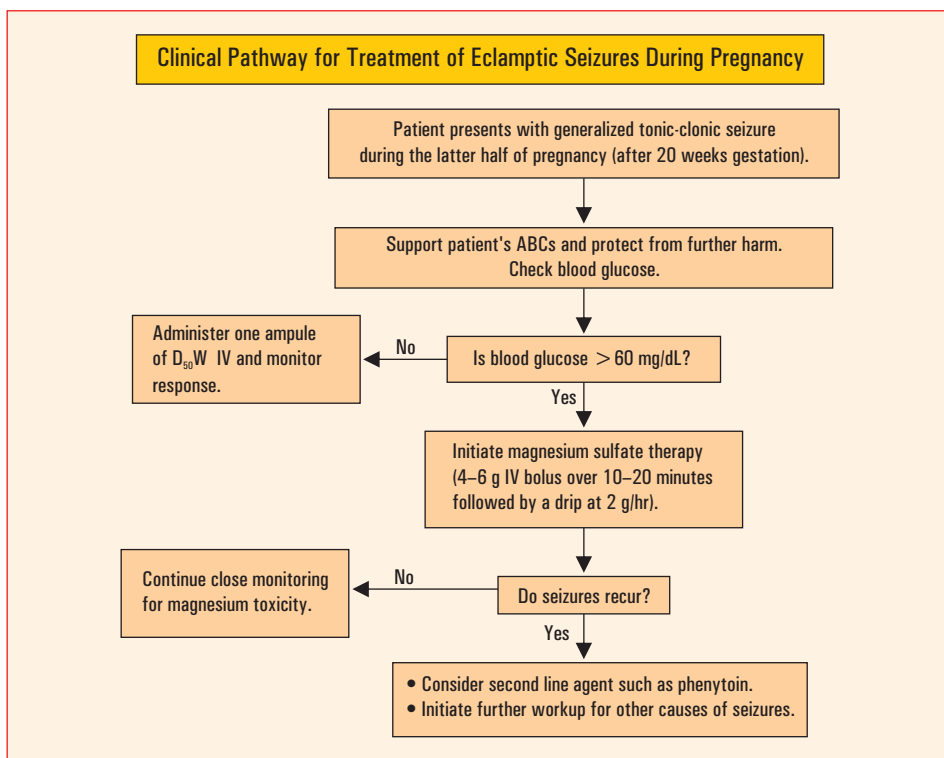 Clinical Pathway for Treatment of Eclamptic Seizures During Pregnancy
Patient presents with generalized tonic-clonic seizure
during the latter half of pregnancy (after 20 weeks gestation).
Support patient's ABCs and protect from further harm.
Check blood glucose.
Administer one ampule
of D₅₀W IV and monitor
response.
No
Is blood glucose > 60 mg/dL?
Yes
Initiate magnesium sulfate therapy
(4–6 g IV bolus over 10–20 minutes
followed by a drip at 2 g/hr).
Continue close monitoring
for magnesium toxicity.
No
Do seizures recur?
Yes
• Consider second line agent such as phenytoin.
• Initiate further workup for other causes of seizures.